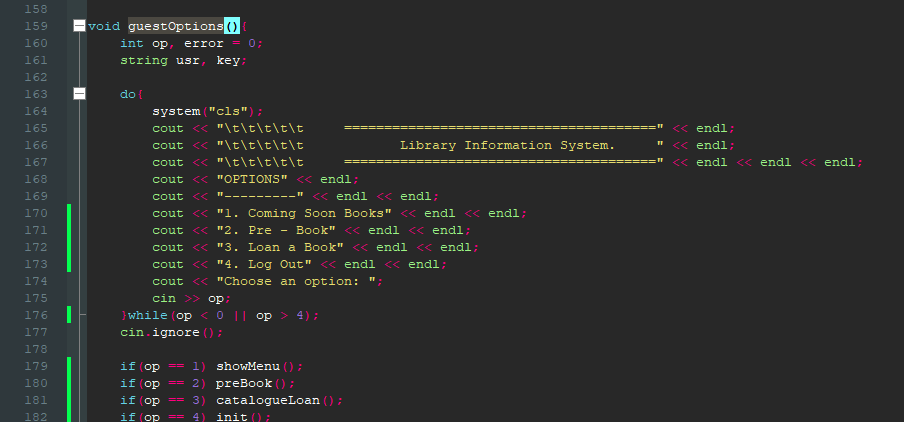 158
159 void guestOptions(){
160 int op, error = 0;
161 string usr, key;
162
163 do{
164 system("cls");
165 cout << "\t\t\t\t\t     =======================================" << endl;
166 cout << "\t\t\t\t\t            Library Information System.     " << endl;
167 cout << "\t\t\t\t\t     =======================================" << endl << endl << endl;
168 cout << "OPTIONS" << endl;
169 cout << "---------" << endl << endl;
170 cout << "1. Coming Soon Books" << endl << endl;
171 cout << "2. Pre - Book" << endl << endl;
172 cout << "3. Loan a Book" << endl << endl;
173 cout << "4. Log Out" << endl << endl;
174 cout << "Choose an option: ";
175 cin >> op;
176 }while(op < 0 || op > 4);
177 cin.ignore();
178
179 if(op == 1) showMenu();
180 if(op == 2) preBook();
181 if(op == 3) catalogueLoan();
182 if(op == 4) init();